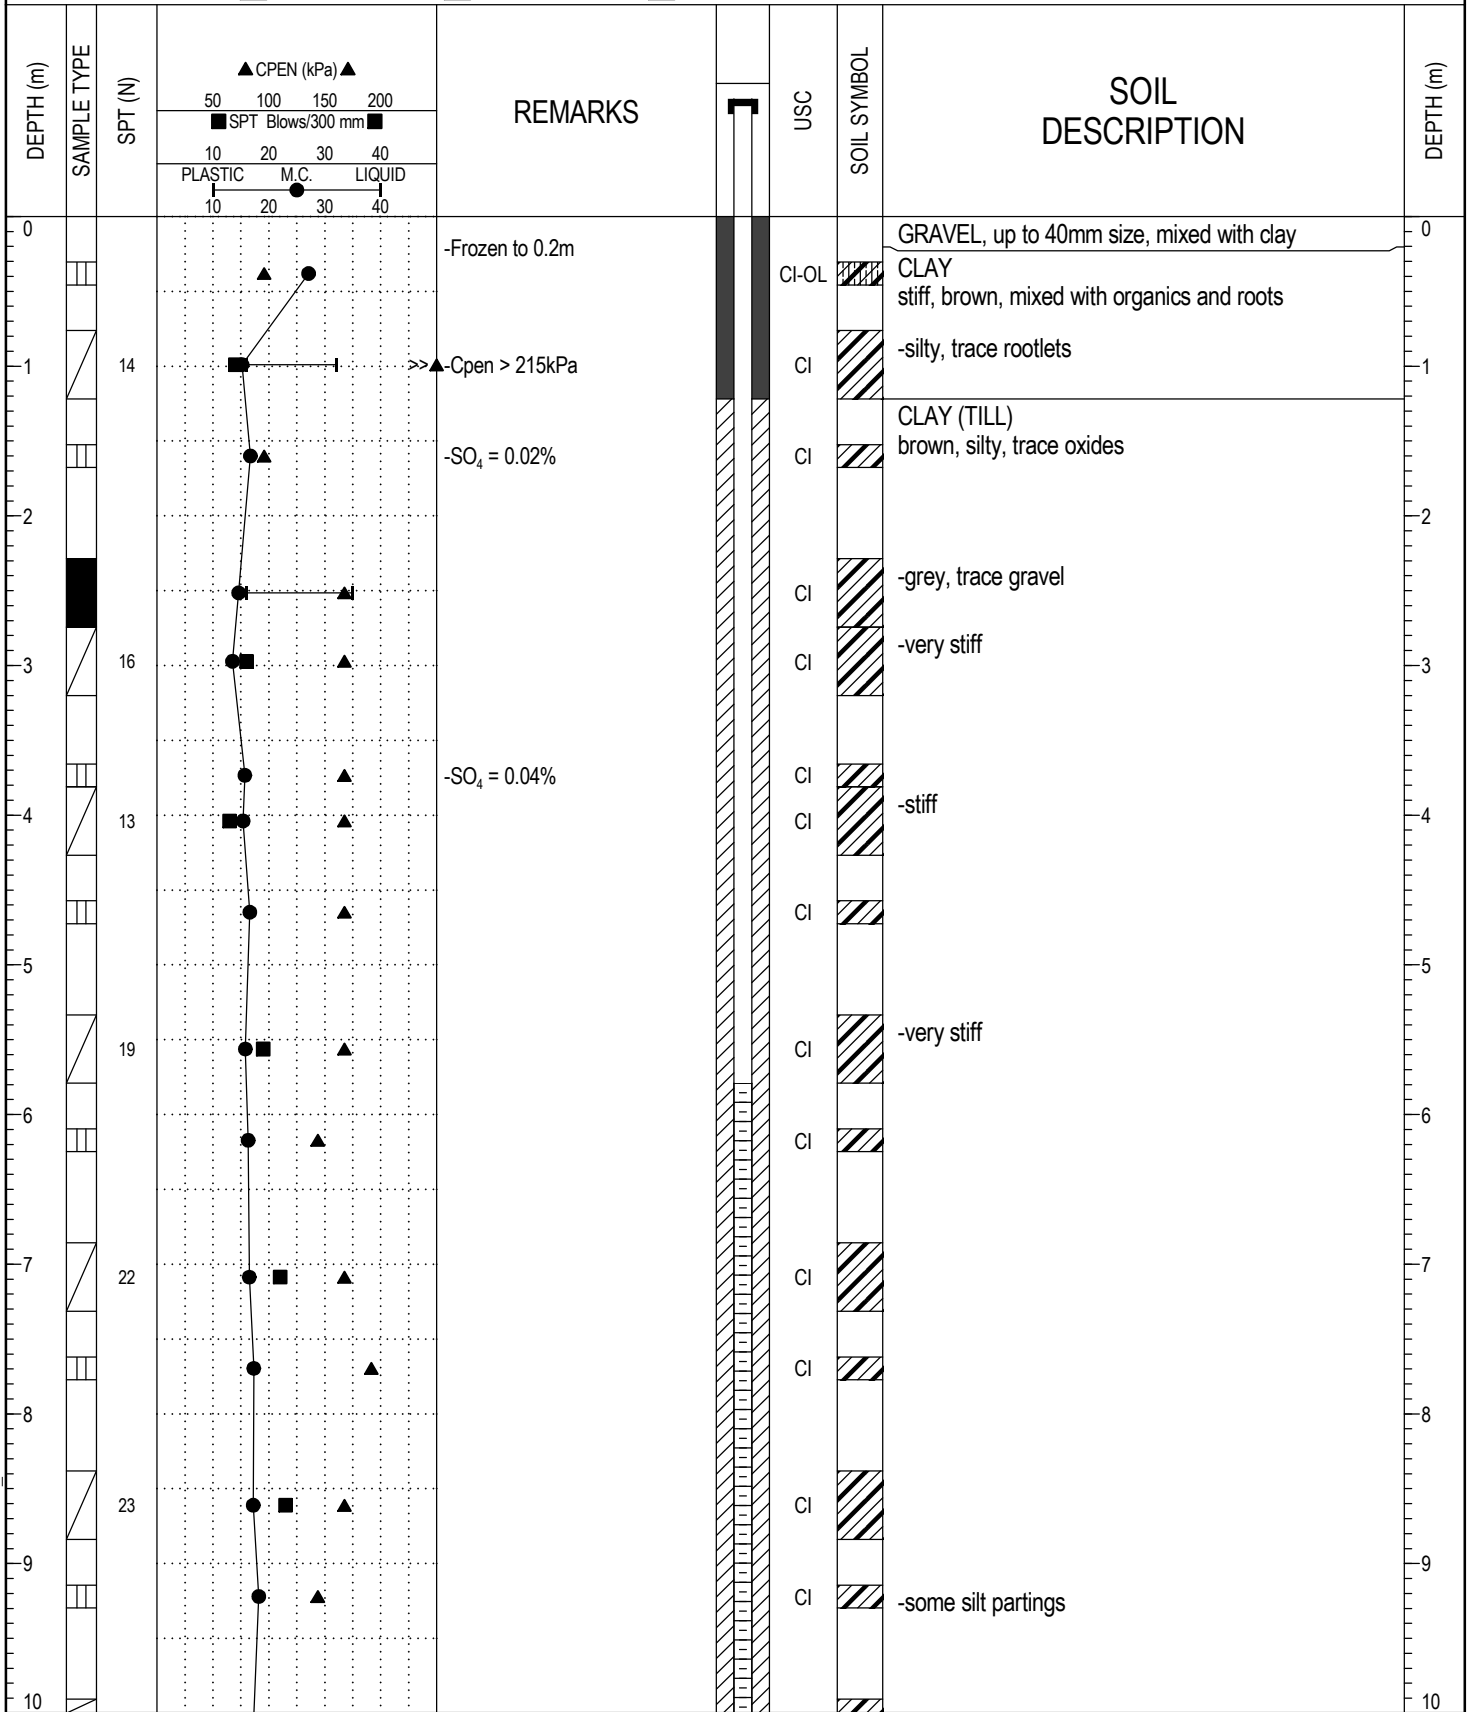 DEPTH (m)
SAMPLE TYPE
SPT (N)
▲ CPEN (kPa) ▲
50 100 150 200
■ SPT Blows/300 mm ■
10 20 30 40
PLASTIC M.C. LIQUID
10 20 30 40
REMARKS
USC
SOIL SYMBOL
SOIL
DESCRIPTION
DEPTH (m)
0 0
GRAVEL, up to 40mm size, mixed with clay
-Frozen to 0.2m
CI-OL CLAY
stiff, brown, mixed with organics and roots
-silty, trace rootlets
1 14 >> -Cpen > 215kPa CI 1
CLAY (TILL)
brown, silty, trace oxides
-SO₄ = 0.02% CI
2 2
-grey, trace gravel
CI
-very stiff
3 16 CI 3
-SO₄ = 0.04% CI
-stiff
4 13 CI 4
CI
5 5
-very stiff
19 CI
6 6
CI
7 22 CI 7
CI
8 8
23 CI
9 9
CI -some silt partings
10 10